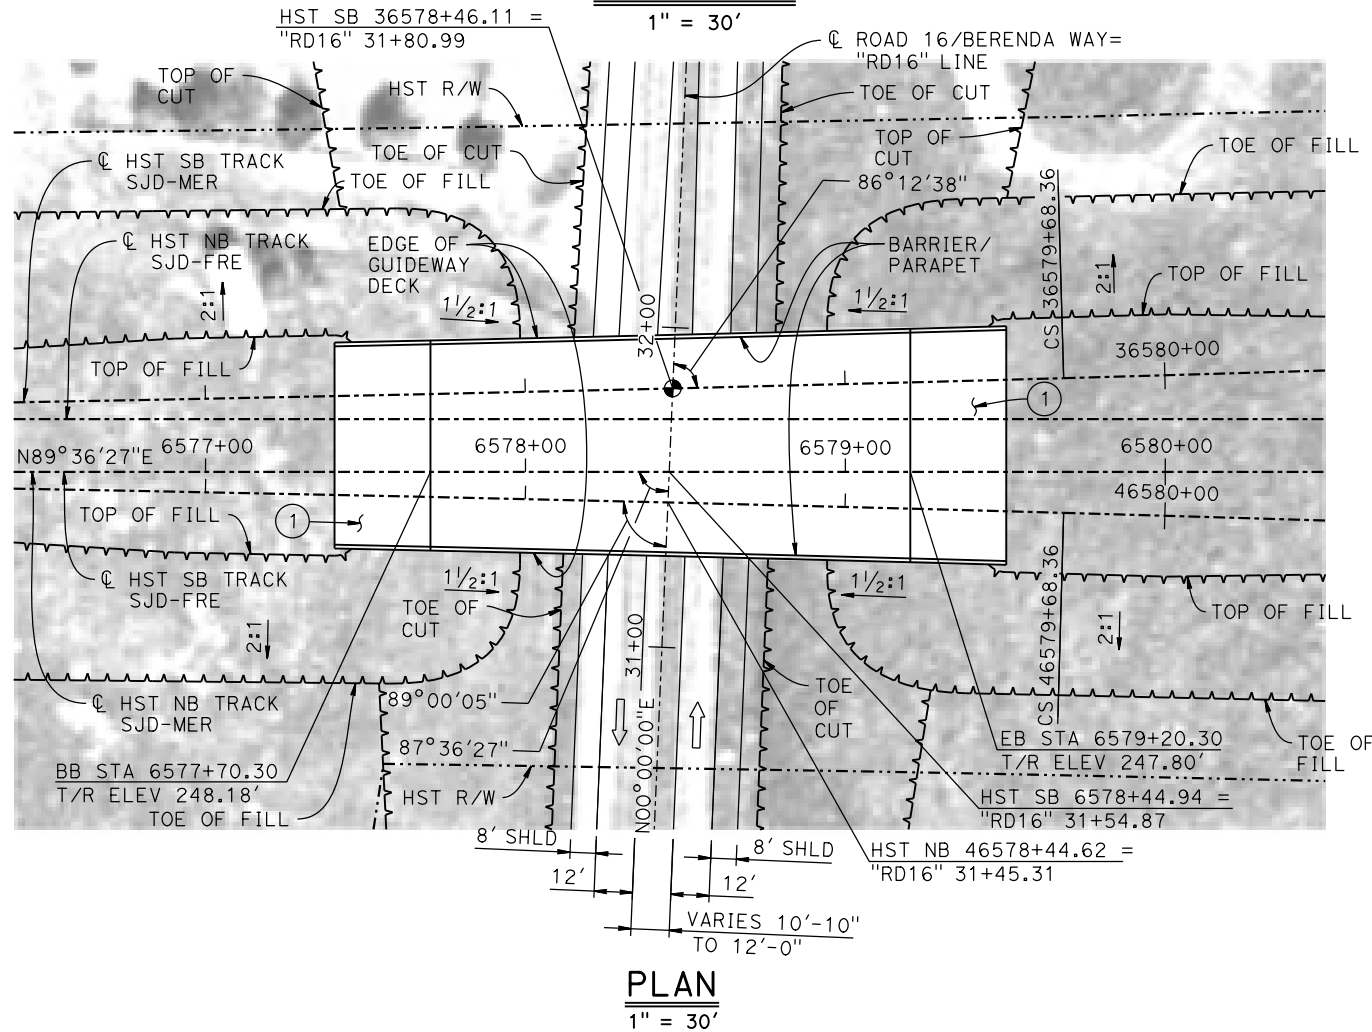 1" = 30'
HST SB 36578+46.11 =
"RD16" 31+80.99
℄ ROAD 16/BERENDA WAY=
"RD16" LINE
TOP OF
CUT
HST R/W
TOE OF CUT
TOP OF
CUT
TOE OF FILL
TOE OF CUT
℄ HST SB TRACK
SJD-MER
TOE OF FILL
86°12'38"
CS 36579+68.36
℄ HST NB TRACK
SJD-FRE
EDGE OF
GUIDEWAY
DECK
BARRIER/
PARAPET
2:1
1½:1
1½:1
2:1
TOP OF FILL
32+00
TOP OF FILL
36580+00
1
N89°36'27"E
6577+00
6578+00
6579+00
6580+00
46580+00
TOP OF FILL
1
℄ HST SB TRACK
SJD-FRE
1½:1
1½:1
TOE OF
CUT
TOP OF FILL
2:1
31+00
CS 46579+68.36
2:1
℄ HST NB TRACK
SJD-MER
89°00'05"
TOE
OF
CUT
87°36'27"
N00°00'00"E
EB STA 6579+20.30
T/R ELEV 247.80'
TOE OF
FILL
BB STA 6577+70.30
T/R ELEV 248.18'
HST R/W
HST SB 6578+44.94 =
"RD16" 31+54.87
TOE OF FILL
8' SHLD
8' SHLD
HST NB 46578+44.62 =
"RD16" 31+45.31
12'
12'
VARIES 10'-10"
TO 12'-0"
PLAN
1" = 30'